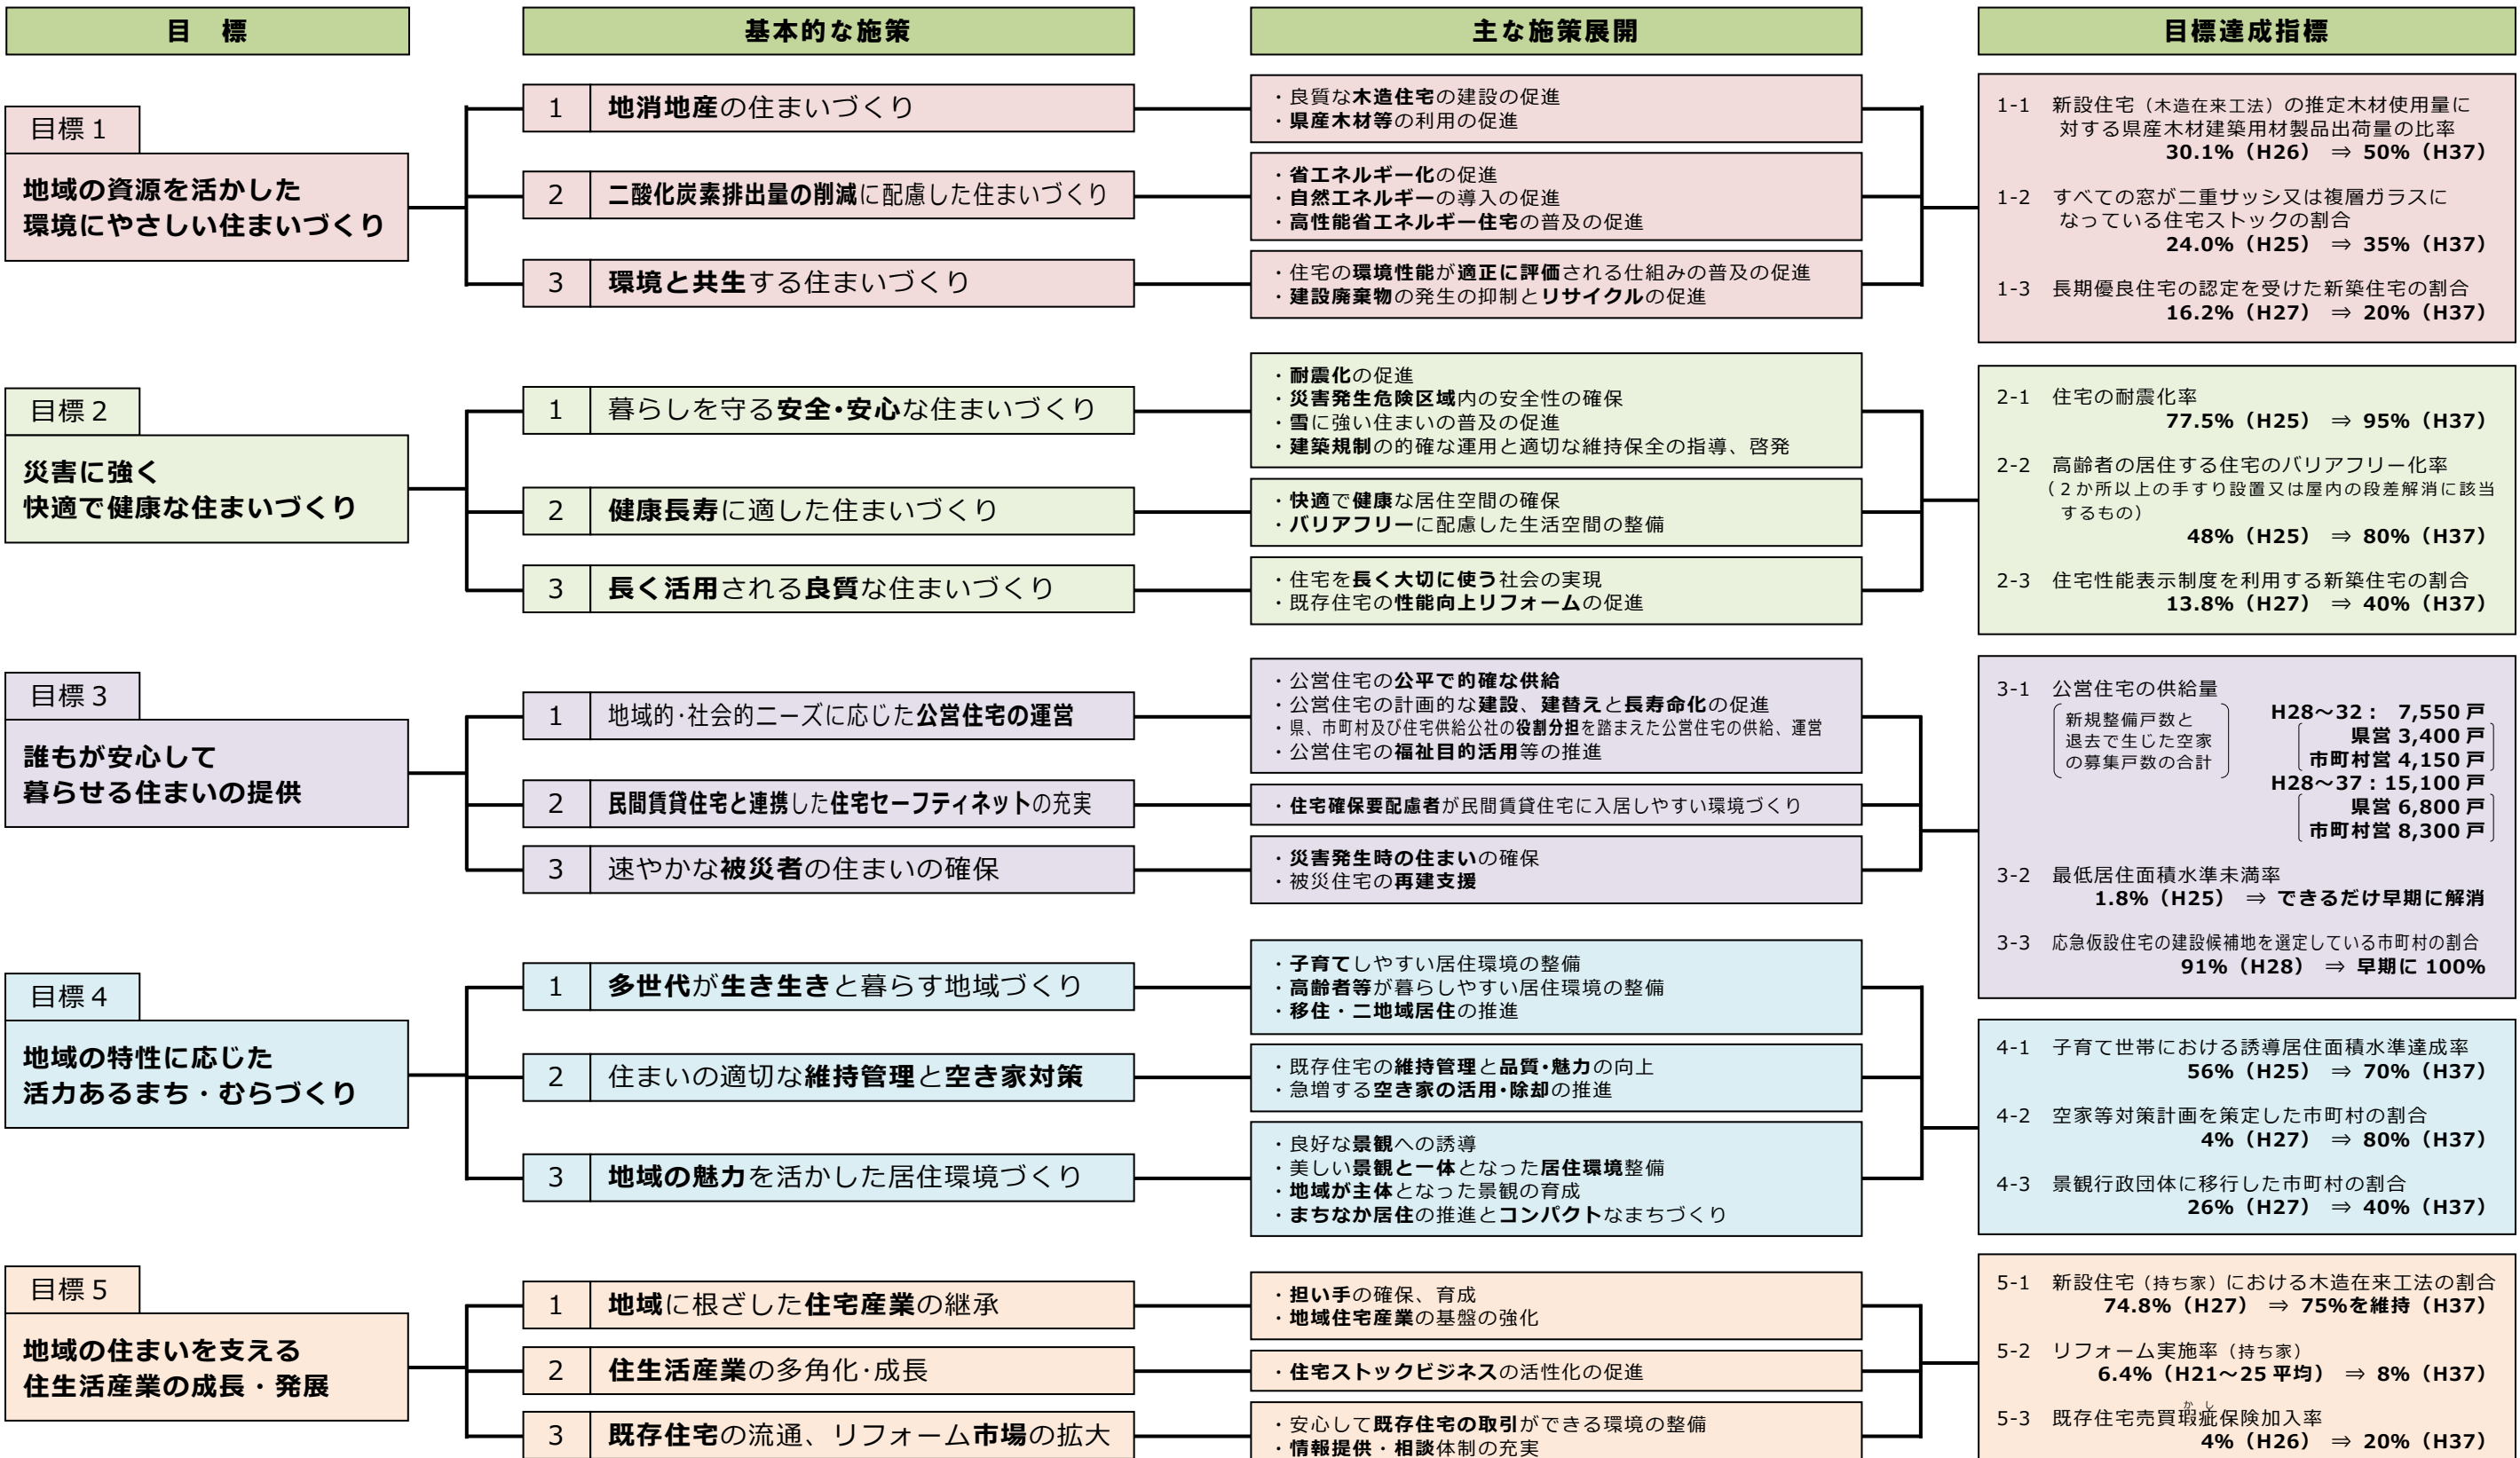 目　標
基本的な施策
主な施策展開
目標達成指標
目標１
地域の資源を活かした
環境にやさしい住まいづくり
1　地消地産の住まいづくり
・良質な木造住宅の建設の促進
・県産木材等の利用の促進
2　二酸化炭素排出量の削減に配慮した住まいづくり
・省エネルギー化の促進
・自然エネルギーの導入の促進
・高性能省エネルギー住宅の普及の促進
3　環境と共生する住まいづくり
・住宅の環境性能が適正に評価される仕組みの普及の促進
・建設廃棄物の発生の抑制とリサイクルの促進
1-1　新設住宅（木造在来工法）の推定木材使用量に
対する県産木材建築用材製品出荷量の比率
30.1%（H26）　⇒ 50%（H37）
1-2　すべての窓が二重サッシ又は複層ガラスに
なっている住宅ストックの割合
24.0%（H25）　⇒ 35%（H37）
1-3　長期優良住宅の認定を受けた新築住宅の割合
16.2%（H27）　⇒ 20%（H37）
目標２
災害に強く
快適で健康な住まいづくり
1　暮らしを守る安全・安心な住まいづくり
・耐震化の促進
・災害発生危険区域内の安全性の確保
・雪に強い住まいの普及の促進
・建築規制の的確な運用と適切な維持保全の指導、啓発
2　健康長寿に適した住まいづくり
・快適で健康な居住空間の確保
・バリアフリーに配慮した生活空間の整備
3　長く活用される良質な住まいづくり
・住宅を長く大切に使う社会の実現
・既存住宅の性能向上リフォームの促進
2-1　住宅の耐震化率
77.5%（H25）　⇒ 95%（H37）
2-2　高齢者の居住する住宅のバリアフリー化率
（２か所以上の手すり設置又は屋内の段差解消に該当
するもの）
48%（H25）　⇒ 80%（H37）
2-3　住宅性能表示制度を利用する新築住宅の割合
13.8%（H27）　⇒ 40%（H37）
目標３
誰もが安心して
暮らせる住まいの提供
1　地域的・社会的ニーズに応じた公営住宅の運営
・公営住宅の公平で的確な供給
・公営住宅の計画的な建設、建替えと長寿命化の促進
・県、市町村及び住宅供給公社の役割分担を踏まえた公営住宅の供給、運営
・公営住宅の福祉目的活用等の推進
2　民間賃貸住宅と連携した住宅セーフティネットの充実
・住宅確保要配慮者が民間賃貸住宅に入居しやすい環境づくり
3　速やかな被災者の住まいの確保
・災害発生時の住まいの確保
・被災住宅の再建支援
3-1　公営住宅の供給量
新規整備戸数と
退去で生じた空家
の募集戸数の合計
H28～32：　7,550 戸
県営 3,400 戸
市町村営 4,150 戸
H28～37：15,100 戸
県営 6,800 戸
市町村営 8,300 戸
3-2　最低居住面積水準未満率
1.8%（H25）　⇒ できるだけ早期に解消
3-3　応急仮設住宅の建設候補地を選定している市町村の割合
91%（H28）　⇒ 早期に 100%
目標４
地域の特性に応じた
活力あるまち・むらづくり
1　多世代が生き生きと暮らす地域づくり
・子育てしやすい居住環境の整備
・高齢者等が暮らしやすい居住環境の整備
・移住・二地域居住の推進
2　住まいの適切な維持管理と空き家対策
・既存住宅の維持管理と品質・魅力の向上
・急増する空き家の活用・除却の推進
3　地域の魅力を活かした居住環境づくり
・良好な景観への誘導
・美しい景観と一体となった居住環境整備
・地域が主体となった景観の育成
・まちなか居住の推進とコンパクトなまちづくり
4-1　子育て世帯における誘導居住面積水準達成率
56%（H25）　⇒ 70%（H37）
4-2　空家等対策計画を策定した市町村の割合
4%（H27）　⇒ 80%（H37）
4-3　景観行政団体に移行した市町村の割合
26%（H27）　⇒ 40%（H37）
目標５
地域の住まいを支える
住生活産業の成長・発展
1　地域に根ざした住宅産業の継承
・担い手の確保、育成
・地域住宅産業の基盤の強化
2　住生活産業の多角化・成長
・住宅ストックビジネスの活性化の促進
3　既存住宅の流通、リフォーム市場の拡大
・安心して既存住宅の取引ができる環境の整備
・情報提供・相談体制の充実
5-1　新設住宅（持ち家）における木造在来工法の割合
74.8%（H27）　⇒ 75%を維持（H37）
5-2　リフォーム実施率（持ち家）
6.4%（H21～25 平均）　⇒ 8%（H37）
かし
5-3　既存住宅売買瑕疵保険加入率
4%（H26）　⇒ 20%（H37）